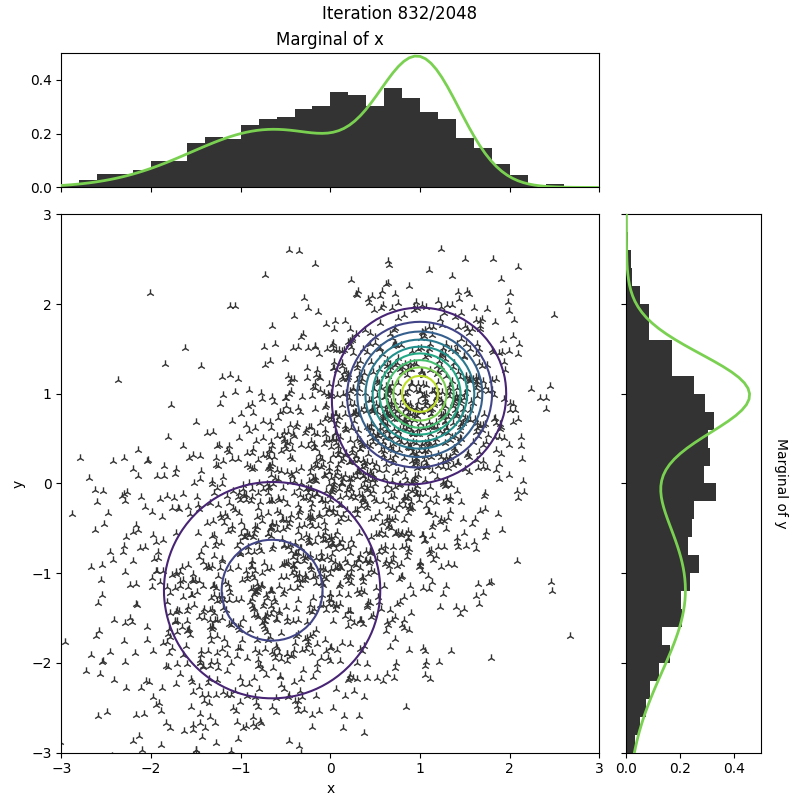 Iteration 832/2048
Marginal of x
0.4
0.2
0.0
3
2
1
0
−1
−2
−3
y
−3 −2 −1 0 1 2 3
x
0.0 0.2 0.4
Marginal of y